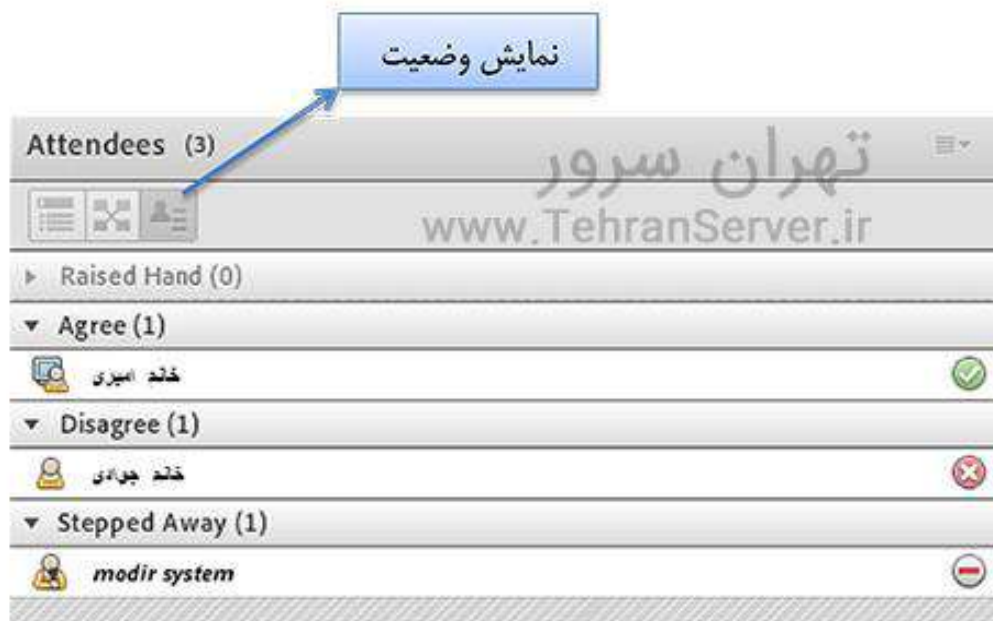 نمایش وضعیت
Attendees (3)
تهران سرور
www.TehranServer.ir
Raised Hand (0)
Agree (1)
خانم امیری
Disagree (1)
خانم جوادی
Stepped Away (1)
modir system